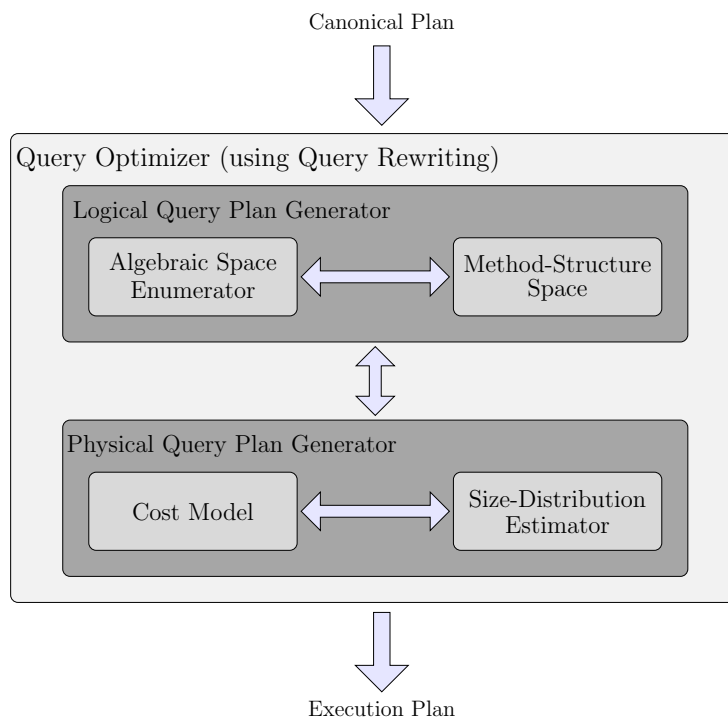 Canonical Plan
Query Optimizer (using Query Rewriting)
Logical Query Plan Generator
Algebraic Space
Enumerator
Method-Structure
Space
Physical Query Plan Generator
Cost Model
Size-Distribution
Estimator
Execution Plan